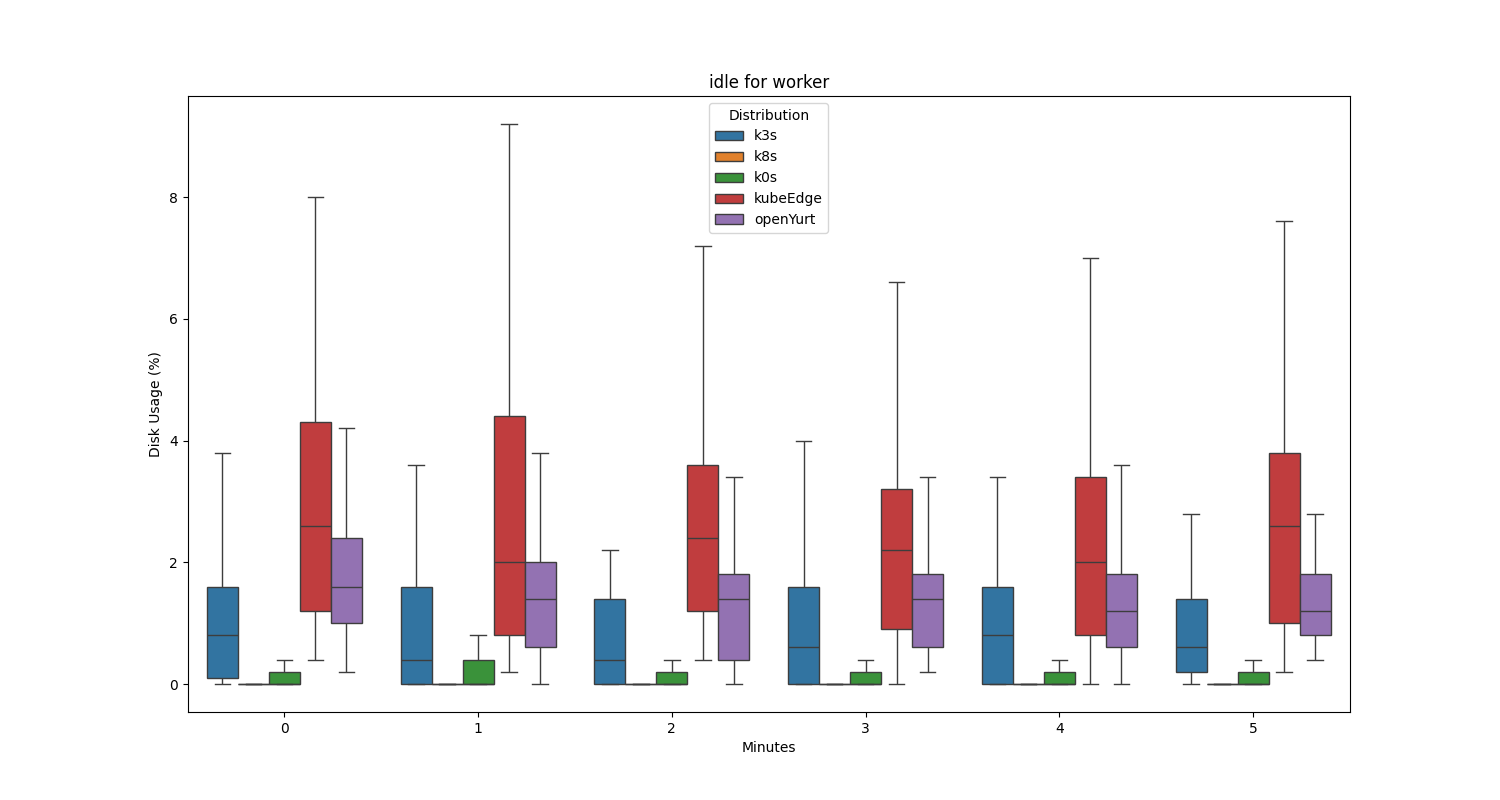 idle for worker
Distribution
k3s
k8s
k0s
kubeEdge
openYurt
Disk Usage (%)
8
6
4
2
0
0 1 2 3 4 5
Minutes